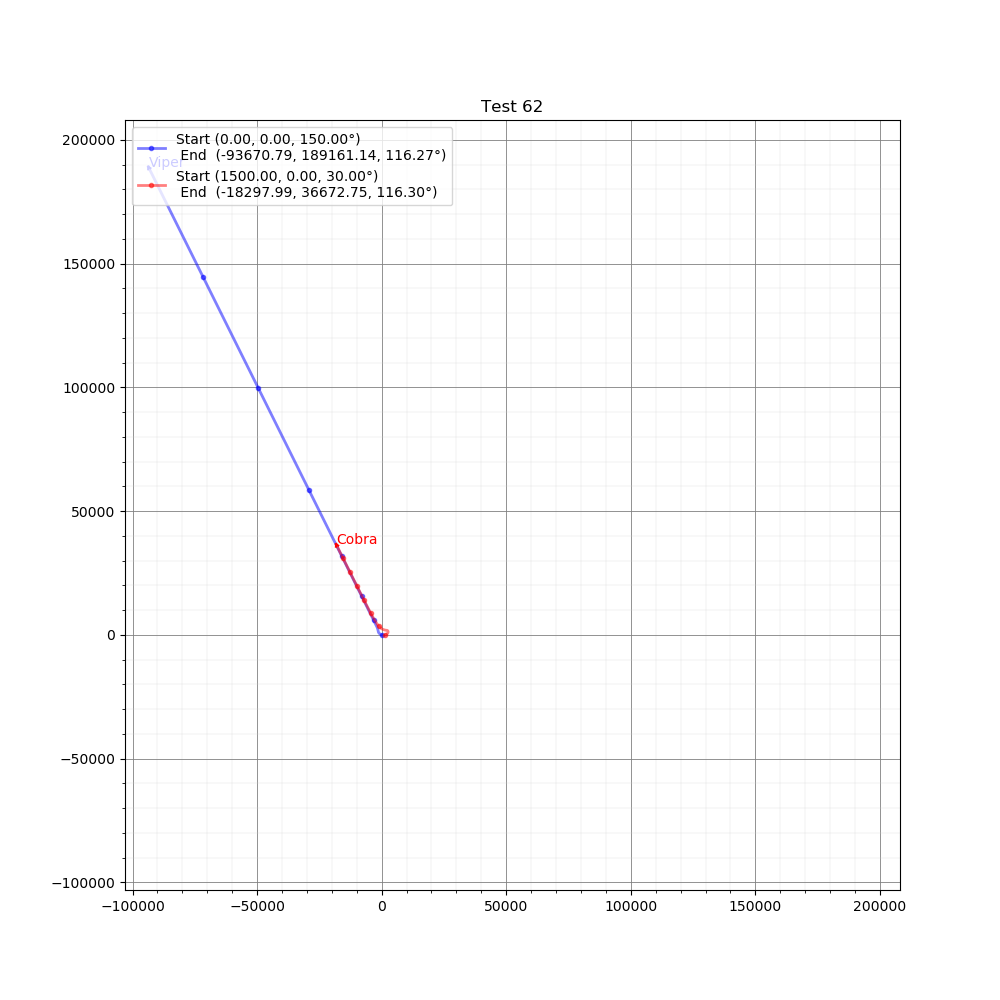 Test 62
Start (0.00, 0.00, 150.00°)
End (-93670.79, 189161.14, 116.27°)
Start (1500.00, 0.00, 30.00°)
End (-18297.99, 36672.75, 116.30°)
Viper
Cobra
200000
150000
100000
50000
0
−50000
−100000
−100000 −50000 0 50000 100000 150000 200000